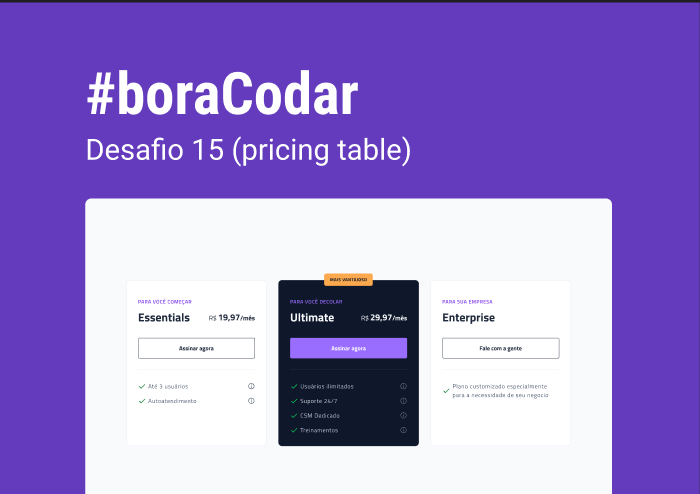 #boraCodar
Desafio 15 (pricing table)
MAIS VANTAJOSO
PARA VOCÊ COMEÇAR
Essentials
R$ 19,97/mês
Assinar agora
Até 3 usuários
Autoatendimento
PARA VOCÊ DECOLAR
Ultimate
R$ 29,97/mês
Assinar agora
Usuários ilimitados
Suporte 24/7
CSM Dedicado
Treinamentos
PARA SUA EMPRESA
Enterprise
Fale com a gente
Plano customizado especialmente
para a necessidade de seu negócio